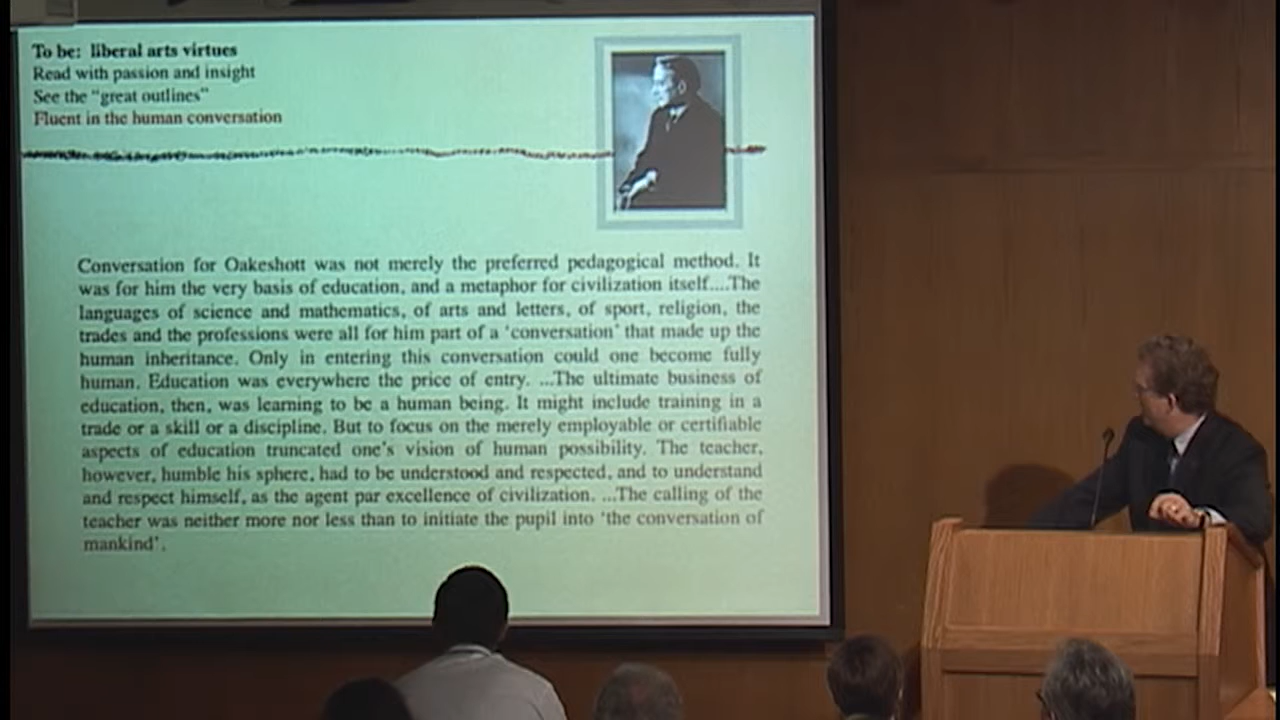 To be: liberal arts virtues
Read with passion and insight
See the "great outlines"
Fluent in the human conversation
Conversation for Oakeshott was not merely the preferred pedagogical method. It
was for him the very basis of education, and a metaphor for civilization itself....The
languages of science and mathematics, of arts and letters, of sport, religion, the
trades and the professions were all for him part of a 'conversation' that made up the
human inheritance. Only in entering this conversation could one become fully
human. Education was everywhere the price of entry. ...The ultimate business of
education, then, was learning to be a human being. It might include training in a
trade or a skill or a discipline. But to focus on the merely employable or certifiable
aspects of education truncated one's vision of human possibility. The teacher,
however, humble his sphere, had to be understood and respected, and to understand
and respect himself, as the agent par excellence of civilization. ...The calling of the
teacher was neither more nor less than to initiate the pupil into 'the conversation of
mankind'.